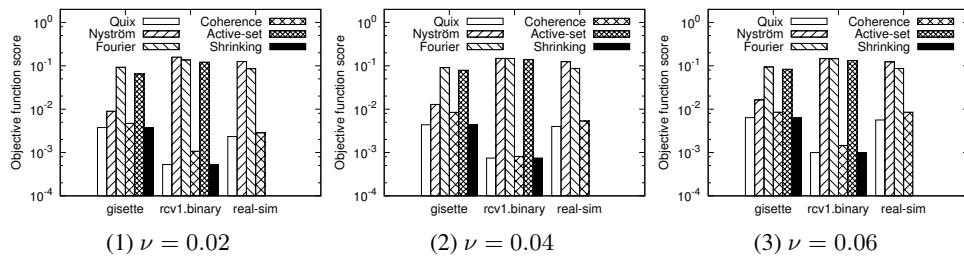 Objective function score
10^0
10^-1
10^-2
10^-3
10^-4
Quix
Nyström
Fourier
Coherence
Active-set
Shrinking
gisette rcv1.binary real-sim
(1) ν = 0.02
Objective function score
10^0
10^-1
10^-2
10^-3
10^-4
Quix
Nyström
Fourier
Coherence
Active-set
Shrinking
gisette rcv1.binary real-sim
(2) ν = 0.04
Objective function score
10^0
10^-1
10^-2
10^-3
10^-4
Quix
Nyström
Fourier
Coherence
Active-set
Shrinking
gisette rcv1.binary real-sim
(3) ν = 0.06